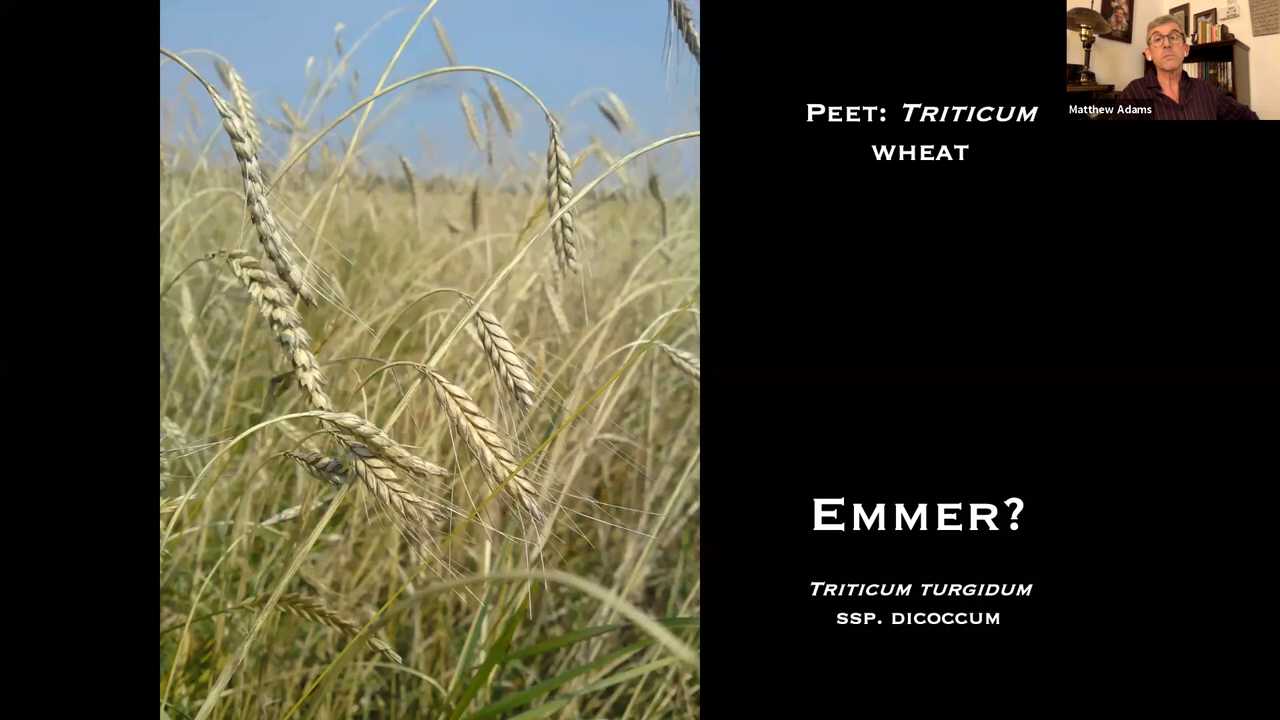 PEET: TRITICUM
WHEAT
Matthew Adams
EMMER?
TRITICUM TURGIDUM
SSP. DICOCCUM